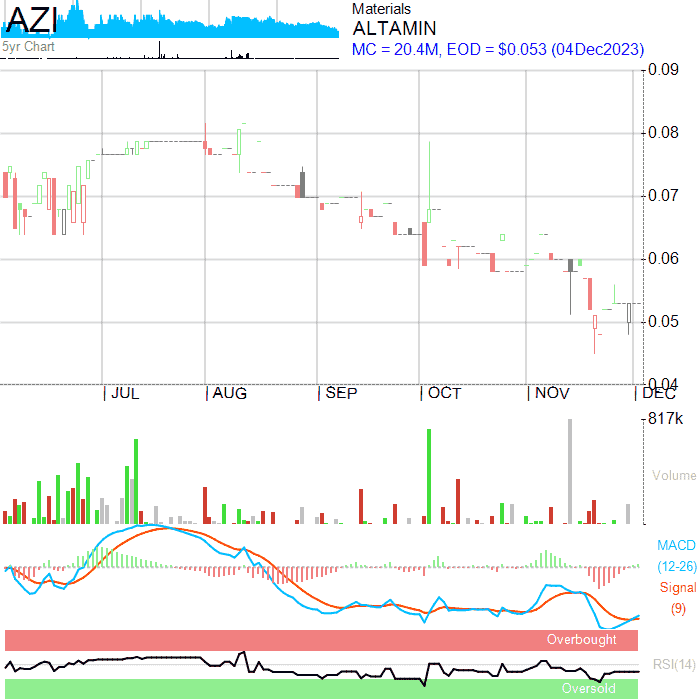 AZI
5yr Chart
Materials
ALTAMIN
MC = 20.4M, EOD = $0.053 (04Dec2023)
0.09
0.08
0.07
0.06
0.05
0.04
JUL
AUG
SEP
OCT
NOV
DEC
817k
Volume
MACD
(12-26)
Signal
(9)
Overbought
RSI(14)
Oversold